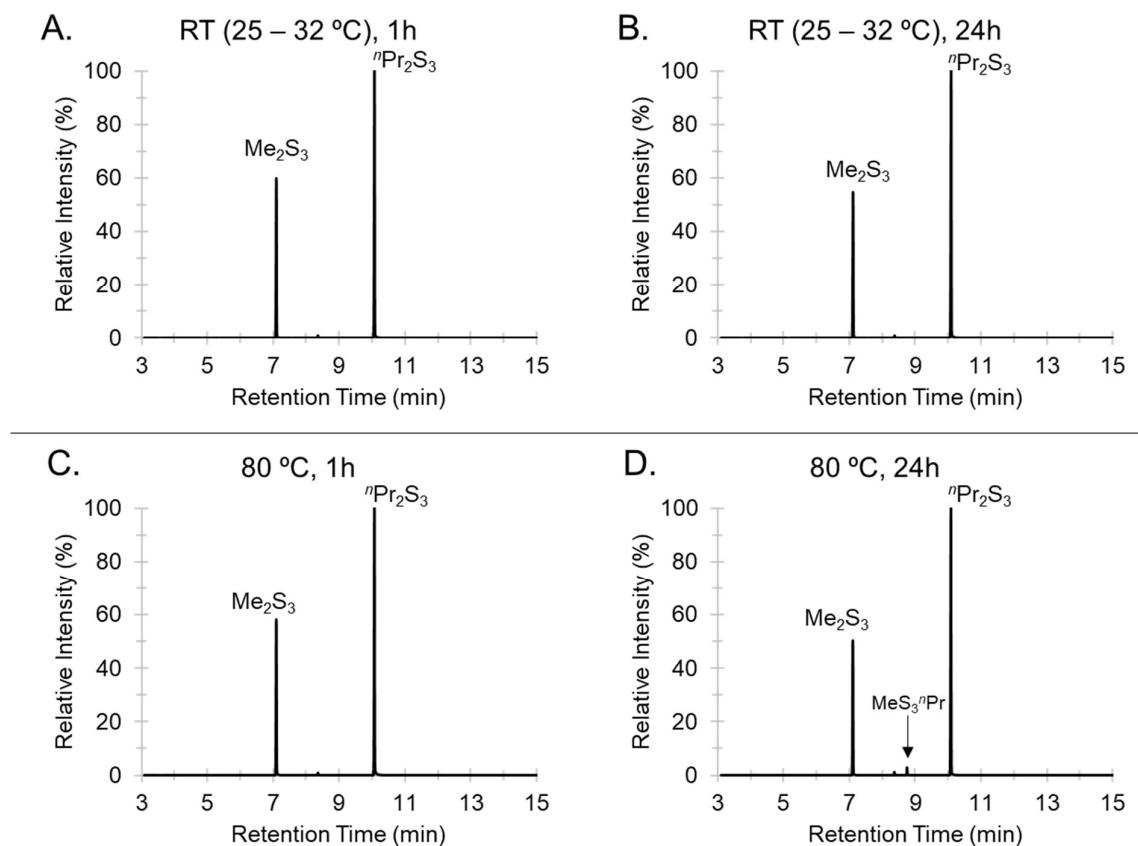 A.
RT (25 – 32 ºC), 1h
ⁿPr₂S₃
Me₂S₃
Relative Intensity (%)
100
80
60
40
20
0
3 5 7 9 11 13 15
Retention Time (min)
B.
RT (25 – 32 ºC), 24h
ⁿPr₂S₃
Me₂S₃
Relative Intensity (%)
100
80
60
40
20
0
3 5 7 9 11 13 15
Retention Time (min)
C.
80 ºC, 1h
ⁿPr₂S₃
Me₂S₃
Relative Intensity (%)
100
80
60
40
20
0
3 5 7 9 11 13 15
Retention Time (min)
D.
80 ºC, 24h
ⁿPr₂S₃
Me₂S₃
MeS₃ⁿPr
Relative Intensity (%)
100
80
60
40
20
0
3 5 7 9 11 13 15
Retention Time (min)